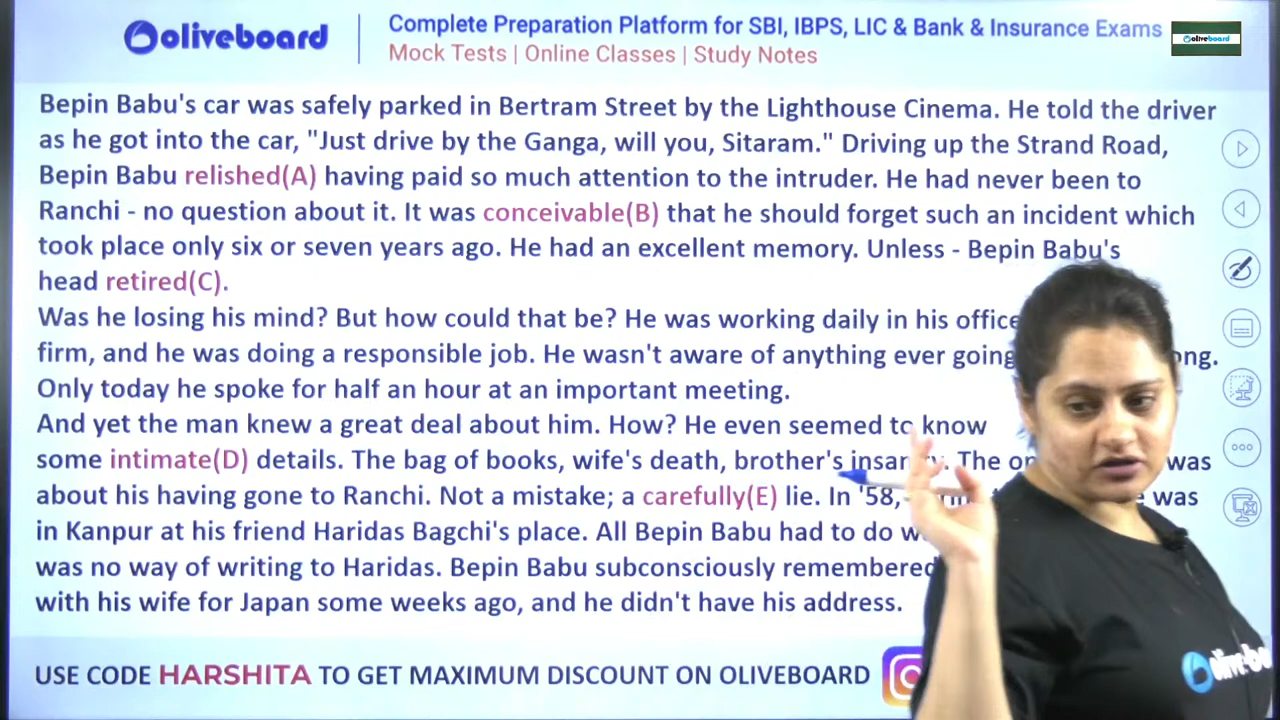 oliveboard
Complete Preparation Platform for SBI, IBPS, LIC & Bank & Insurance Exams
Mock Tests | Online Classes | Study Notes
oliveboard
Bepin Babu's car was safely parked in Bertram Street by the Lighthouse Cinema. He told the driver
as he got into the car, "Just drive by the Ganga, will you, Sitaram." Driving up the Strand Road,
Bepin Babu relished(A) having paid so much attention to the intruder. He had never been to
Ranchi - no question about it. It was conceivable(B) that he should forget such an incident which
took place only six or seven years ago. He had an excellent memory. Unless - Bepin Babu's
head retired(C).
Was he losing his mind? But how could that be? He was working daily in his office
firm, and he was doing a responsible job. He wasn't aware of anything ever going
Only today he spoke for half an hour at an important meeting.
And yet the man knew a great deal about him. How? He even seemed to know
some intimate(D) details. The bag of books, wife's death, brother's The was
about his having gone to Ranchi. Not a mistake; a carefully(E) lie. In '58, was
in Kanpur at his friend Haridas Bagchi's place. All Bepin Babu had to do
was no way of writing to Haridas. Bepin Babu subconsciously remembered
with his wife for Japan some weeks ago, and he didn't have his address.
USE CODE HARSHITA TO GET MAXIMUM DISCOUNT ON OLIVEBOARD